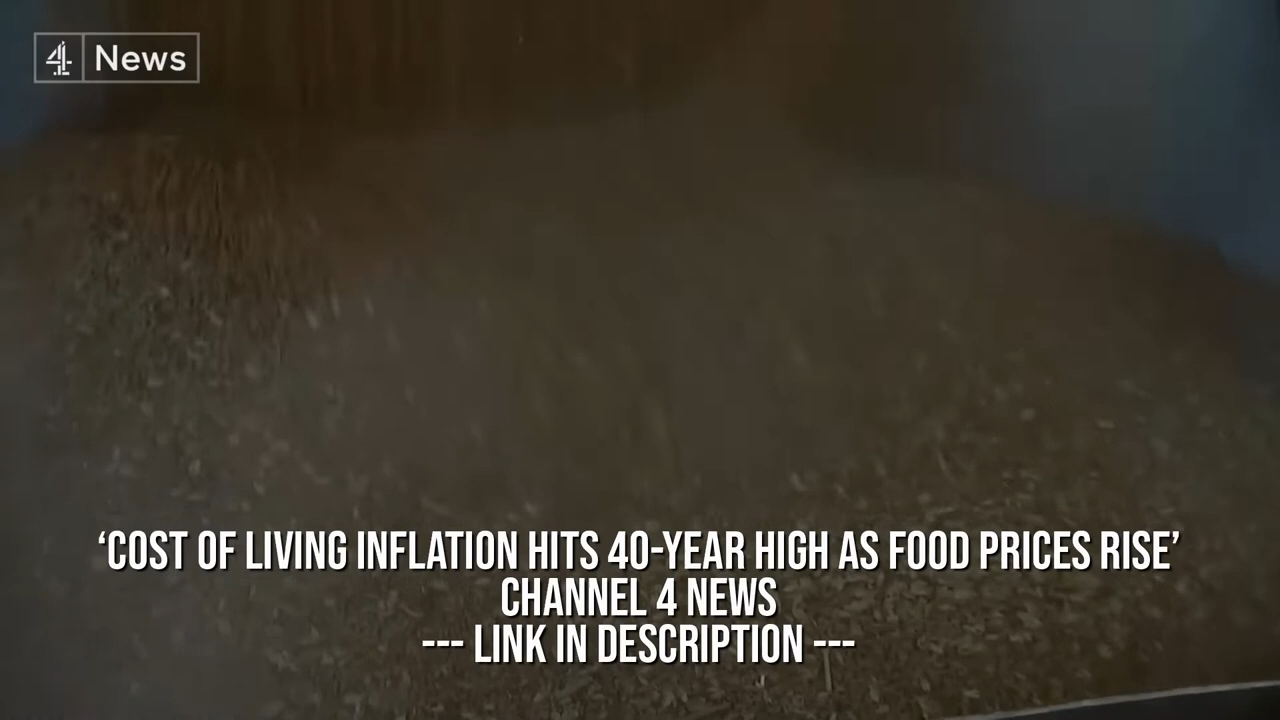 4 News
‘COST OF LIVING INFLATION HITS 40-YEAR HIGH AS FOOD PRICES RISE’
CHANNEL 4 NEWS
--- LINK IN DESCRIPTION ---